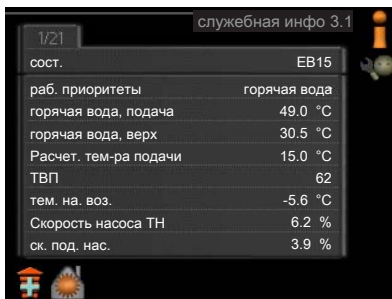 служебная инфо 3.1
1/21
сост. EB15
раб. приоритеты горячая вода
горячая вода, подача 49.0 °C
горячая вода, верх 30.5 °C
Расчет. тем-ра подачи 15.0 °C
ТВП 62
тем. на. воз. -5.6 °C
Скорость насоса ТН 6.2 %
ск. под. нас. 3.9 %